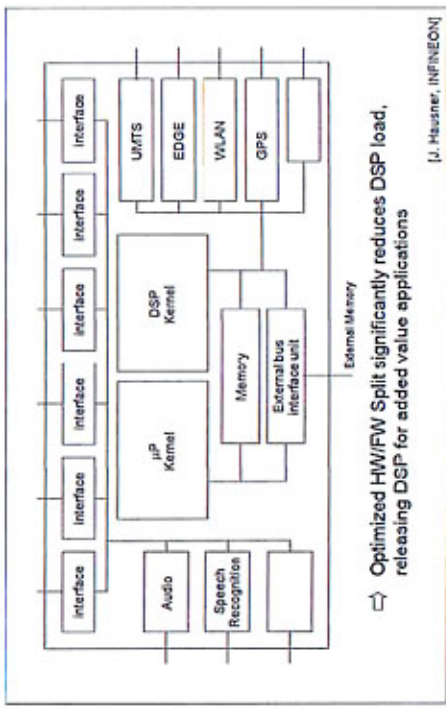 interface
interface
interface
interface
interface
interface
Audio
Speech
Recognition
µP
Kernel
DSP
Kernel
Memory
External bus
interface unit
UMTS
EDGE
WLAN
GPS
External Memory
⇨ Optimized HW/FW Split significantly reduces DSP load,
releasing DSP for added value applications
[J. Hausner, INFINEON]